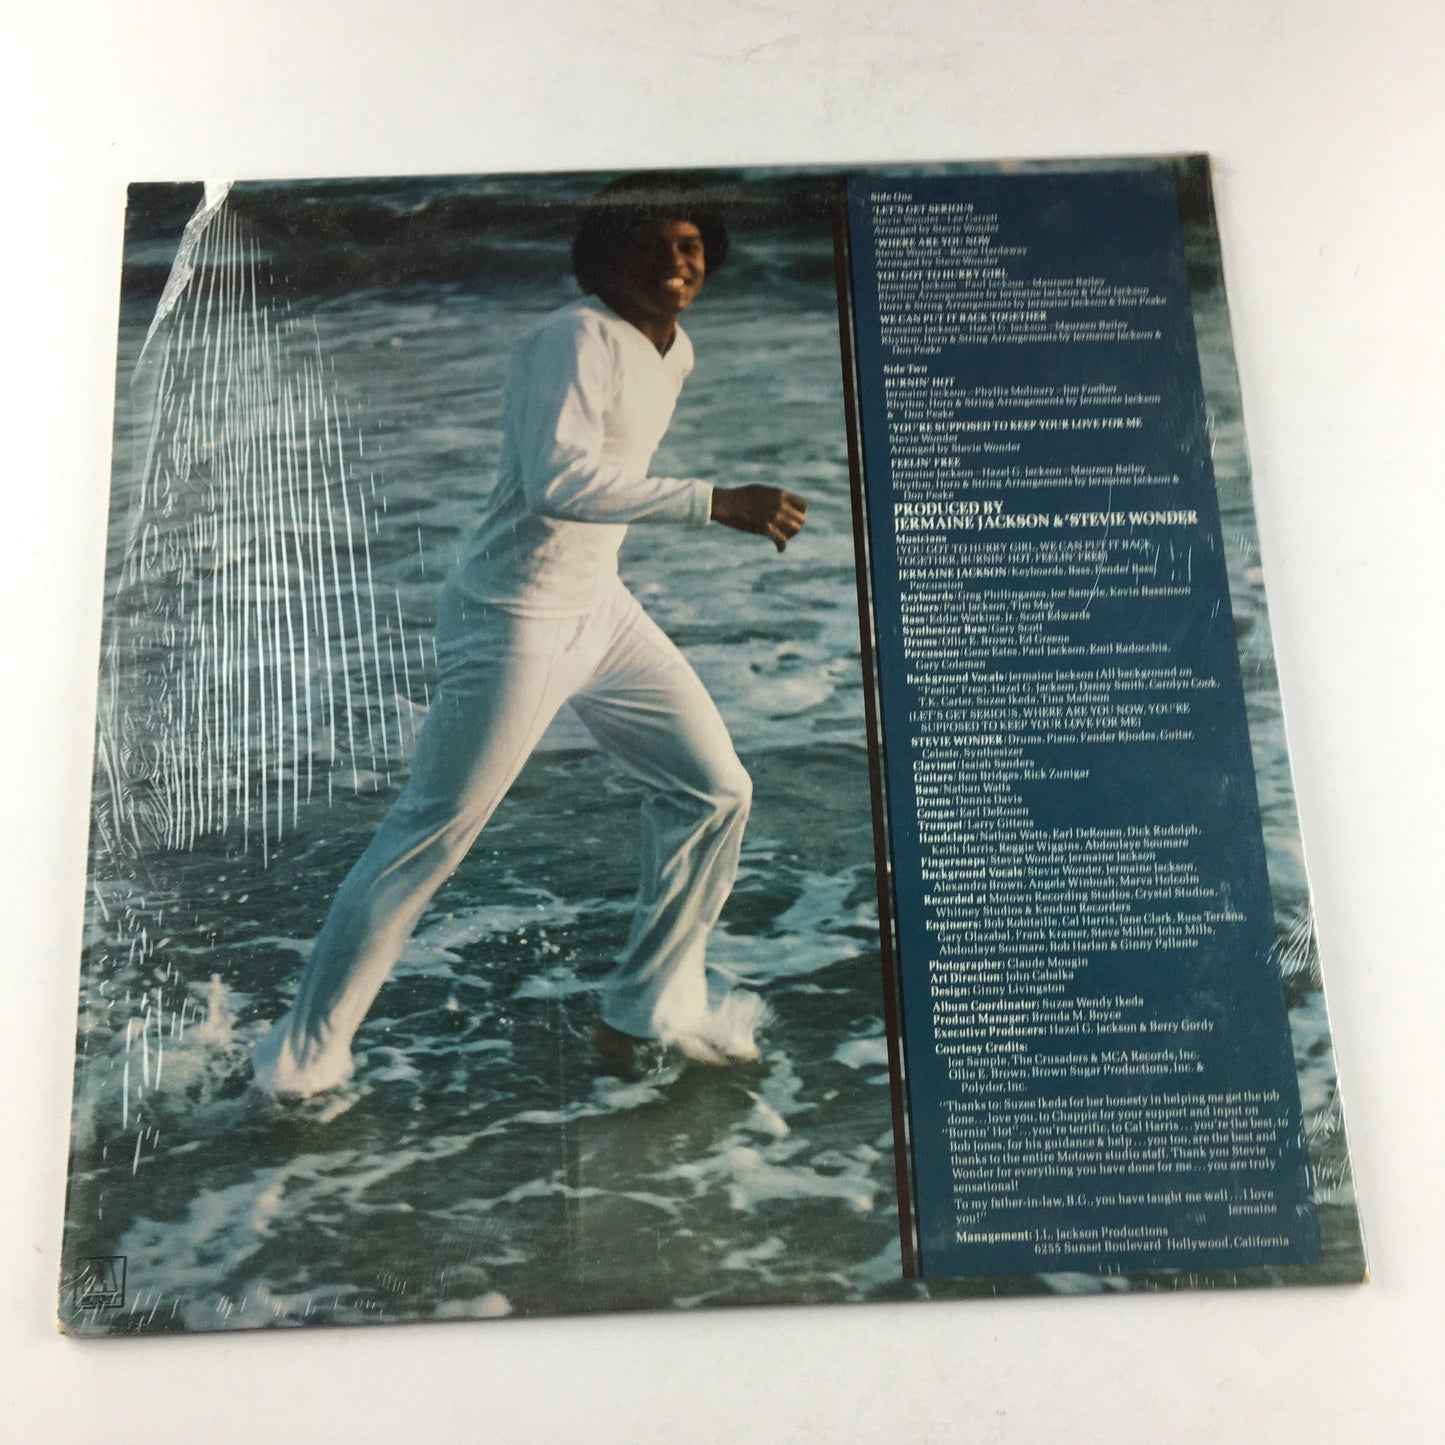 Side One
*LET'S GET SERIOUS
Stevie Wonder – Lee Garrett
Arranged by Stevie Wonder
*WHERE ARE YOU NOW
Stevie Wonder – Renee Hardaway
Arranged by Stevie Wonder
YOU GOT TO HURRY GIRL
Jermaine Jackson – Paul Jackson – Maureen Bailey
Rhythm Arrangements by Jermaine Jackson & Paul Jackson
Horn & String Arrangements by Jermaine Jackson & Don Peake
WE CAN PUT IT BACK TOGETHER
Jermaine Jackson – Hazel G. Jackson – Maureen Bailey
Rhythm, Horn & String Arrangements by Jermaine Jackson &
Don Peake
Side Two
BURNIN' HOT
Jermaine Jackson – Phyllis Molinary – Jim Foelber
Rhythm, Horn & String Arrangements by Jermaine Jackson
& Don Peake
*YOU'RE SUPPOSED TO KEEP YOUR LOVE FOR ME
Stevie Wonder
Arranged by Stevie Wonder
FEELIN' FREE
Jermaine Jackson – Hazel G. Jackson – Maureen Bailey
Rhythm, Horn & String Arrangements by Jermaine Jackson &
Don Peake
PRODUCED BY
JERMAINE JACKSON & *STEVIE WONDER
Musicians
(YOU GOT TO HURRY GIRL, WE CAN PUT IT BACK
TOGETHER, BURNIN' HOT, FEELIN' FREE)
JERMAINE JACKSON/Keyboards, Bass, Fender Bass,
Percussion
Keyboards/Greg Phillinganes, Joe Sample, Kevin Bassinson
Guitars/Paul Jackson, Tim May
Bass/Eddie Watkins, Jr., Scott Edwards
Synthesizer Bass/Gary Scott
Drums/Ollie E. Brown, Ed Greene
Percussion/Gene Estes, Paul Jackson, Emil Radocchia,
Gary Coleman
Background Vocals/Jermaine Jackson (All background on
"Feelin' Free), Hazel G. Jackson, Danny Smith, Carolyn Cook,
T.K. Carter, Suzee Ikeda, Tina Madison
(LET'S GET SERIOUS, WHERE ARE YOU NOW, YOU'RE
SUPPOSED TO KEEP YOUR LOVE FOR ME)
STEVIE WONDER/Drums, Piano, Fender Rhodes, Guitar,
Celeste, Synthesizer
Clavinet/Isaiah Sanders
Guitars/Ben Bridges, Rick Zunigar
Bass/Nathan Watts
Drums/Dennis Davis
Congas/Earl DeRouen
Trumpet/Larry Gittens
Handclaps/Nathan Watts, Earl DeRouen, Dick Rudolph,
Keith Harris, Reggie Wiggins, Abdoulaye Soumare
Fingersnaps/Stevie Wonder, Jermaine Jackson
Background Vocals/Stevie Wonder, Jermaine Jackson,
Alexandra Brown, Angela Winbush, Marva Holcolm
Recorded at Motown Recording Studios, Crystal Studios,
Whitney Studios & Kendun Recorders
Engineers: Bob Robitaille, Cal Harris, Jane Clark, Russ Terrana,
Gary Olazabal, Frank Kramer, Steve Miller, John Mills,
Abdoulaye Soumare, Bob Harlan & Ginny Pallante
Photographer: Claude Mougin
Art Direction: John Cabalka
Design: Ginny Livingston
Album Coordinator: Suzee Wendy Ikeda
Product Manager: Brenda M. Boyce
Executive Producers: Hazel G. Jackson & Berry Gordy
Courtesy Credits:
Joe Sample, The Crusaders & MCA Records, Inc.
Ollie E. Brown, Brown Sugar Productions, Inc. &
Polydor, Inc.
"Thanks to: Suzee Ikeda for her honesty in helping me get the job
done...love you, to Chappie for your support and input on
"Burnin' Hot"...you're terrific, to Cal Harris...you're the best, to
Bob Jones, for his guidance & help...you too, are the best and
thanks to the entire Motown studio staff. Thank you Stevie
Wonder for everything you have done for me...you are truly
sensational!
To my father-in-law, B.G., you have taught me well...I love
you!" Jermaine
Management: J.L. Jackson Productions
6255 Sunset Boulevard Hollywood, California